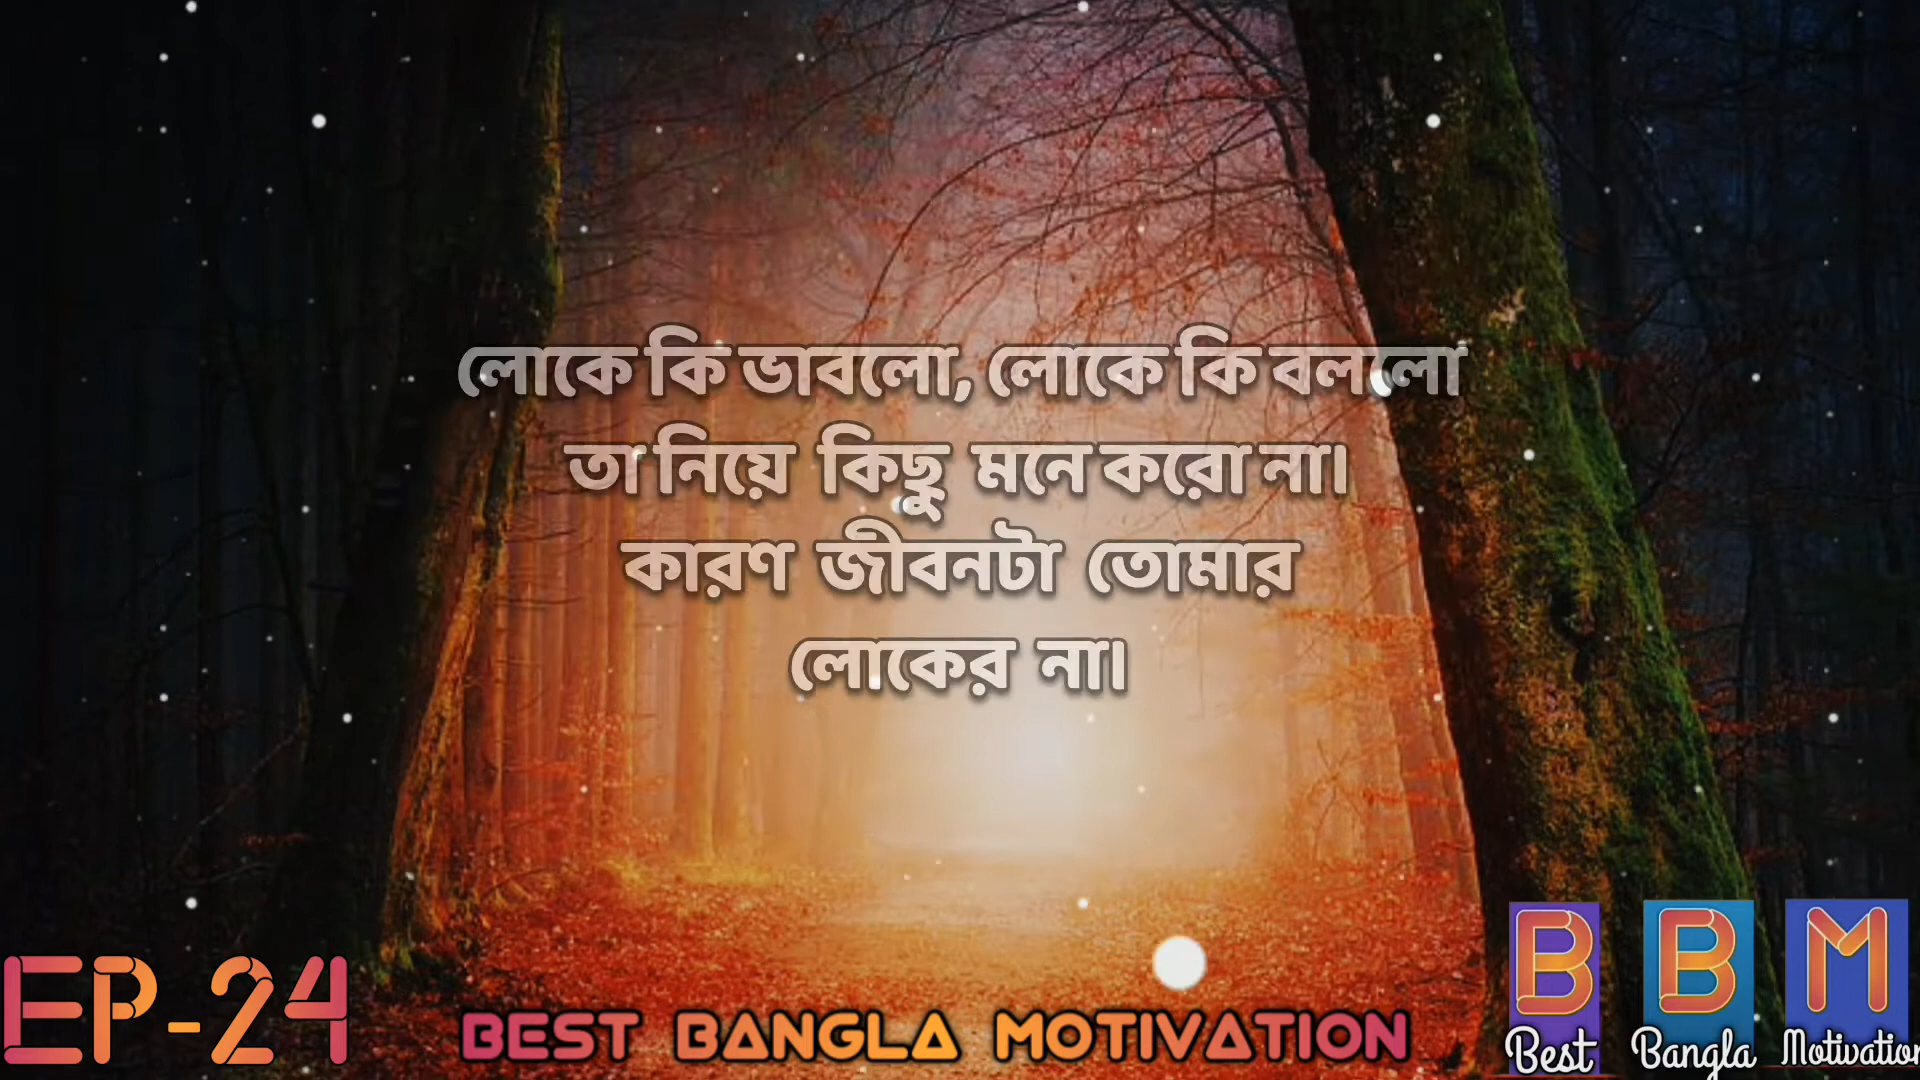 লোকে কি ভাবলো, লোকে কি বললো
তা নিয়ে কিছু মনে করো না।
কারণ জীবনটা তোমার
লোকের না।
EP-24
BEST BANGLA MOTIVATION
B B M
Best Bangla Motivation